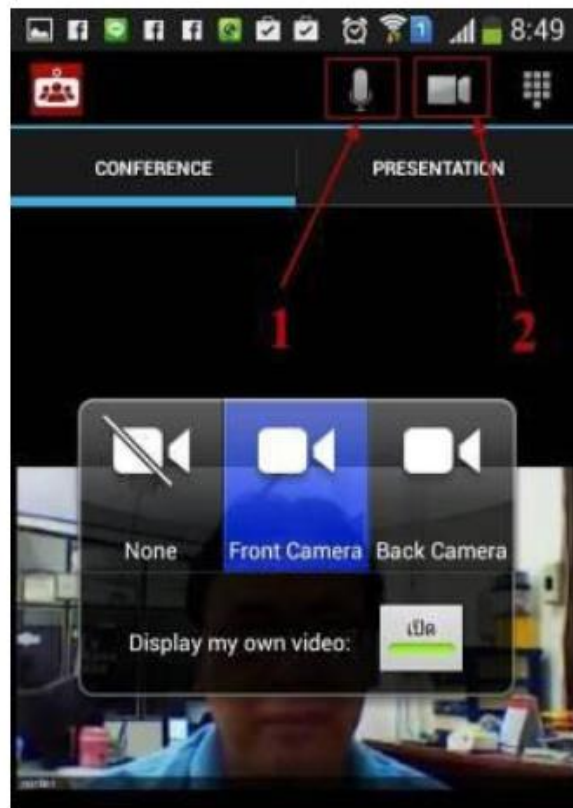 8:49
CONFERENCE PRESENTATION
1 2
None Front Camera Back Camera
Display my own video: เปิด